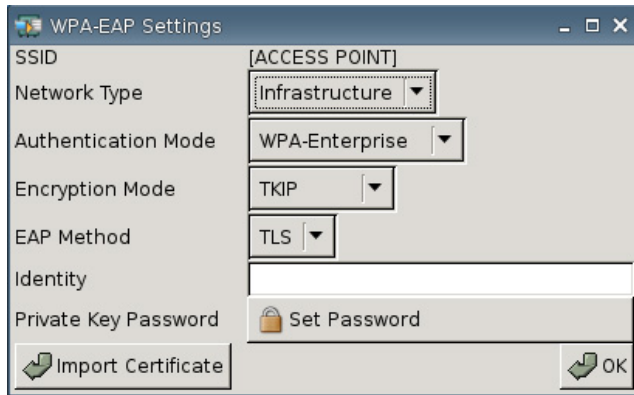 WPA-EAP Settings
SSID [ACCESS POINT]
Network Type Infrastructure
Authentication Mode WPA-Enterprise
Encryption Mode TKIP
EAP Method TLS
Identity
Private Key Password Set Password
Import Certificate OK